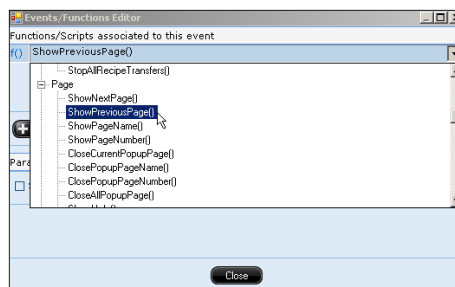 Events/Functions Editor
Functions/Scripts associated to this event
f() ShowPreviousPage()
StopAllRecipeTransfers()
Page
ShowNextPage()
ShowPreviousPage()
ShowPageName()
ShowPageNumber()
CloseCurrentPopupPage()
ClosePopupPageName()
ClosePopupPageNumber()
CloseAllPopupPage()
Para
Close